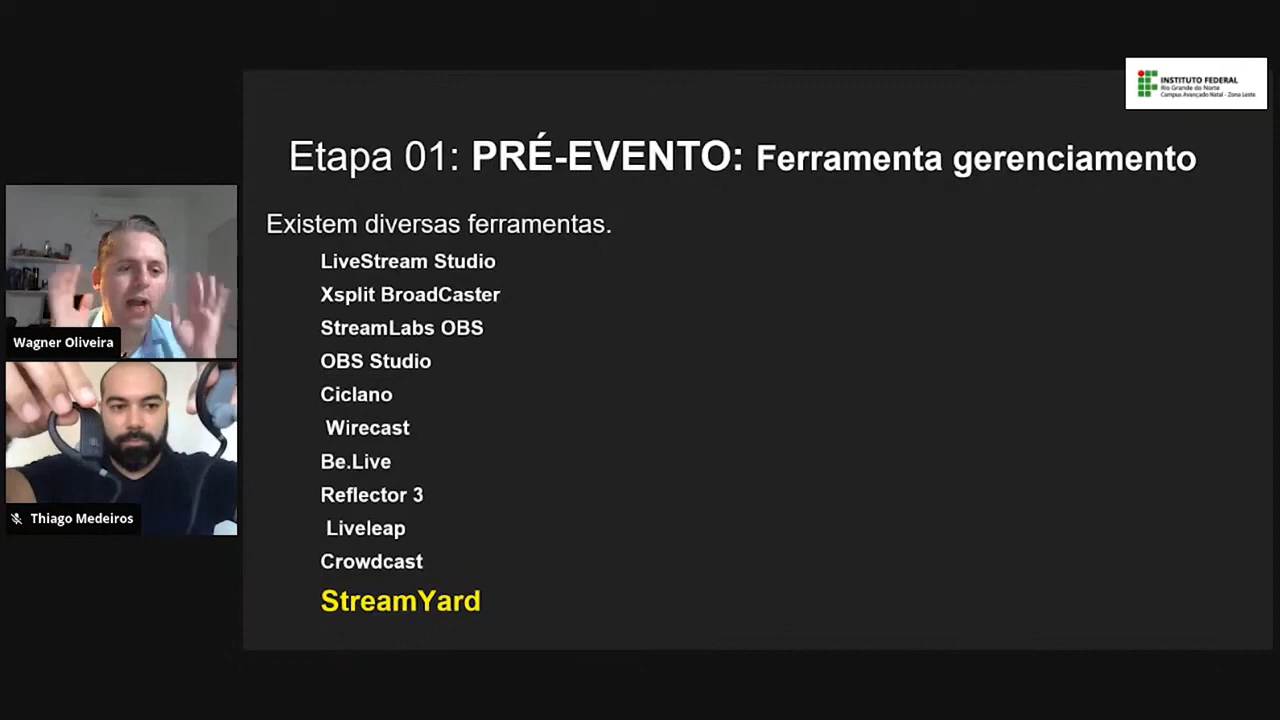 INSTITUTO FEDERAL
Rio Grande do Norte
Campus Avançado Natal - Zona Leste
Etapa 01: PRÉ-EVENTO: Ferramenta gerenciamento
Existem diversas ferramentas.
LiveStream Studio
Xsplit BroadCaster
StreamLabs OBS
OBS Studio
Ciclano
Wirecast
Be.Live
Reflector 3
Liveleap
Crowdcast
StreamYard
Wagner Oliveira
Thiago Medeiros